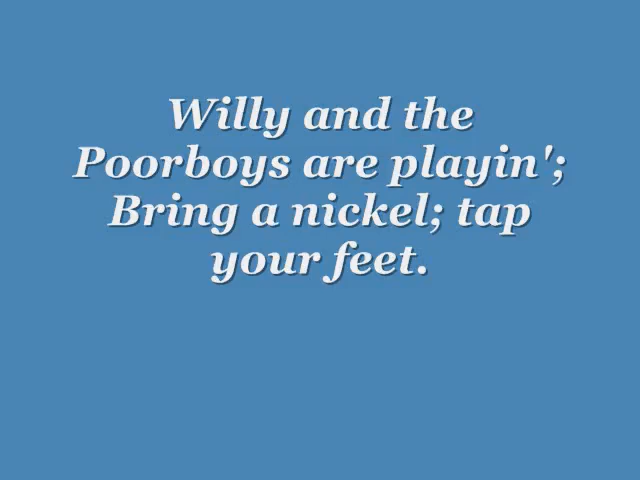 Willy and the
Poorboys are playin';
Bring a nickel; tap
your feet.